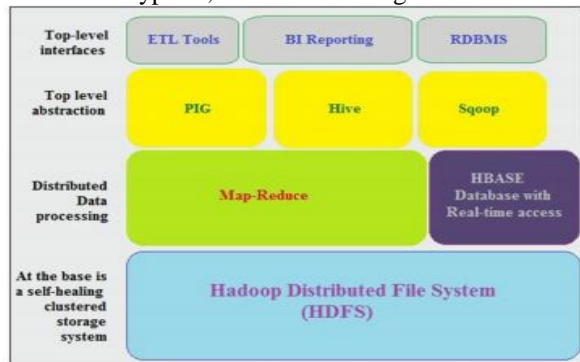 Top-level
interfaces
ETL Tools
BI Reporting
RDBMS
Top level
abstraction
PIG
Hive
Sqoop
Distributed
Data
processing
Map-Reduce
HBASE
Database with
Real-time access
At the base is
a self-healing
clustered
storage
system
Hadoop Distributed File System
(HDFS)